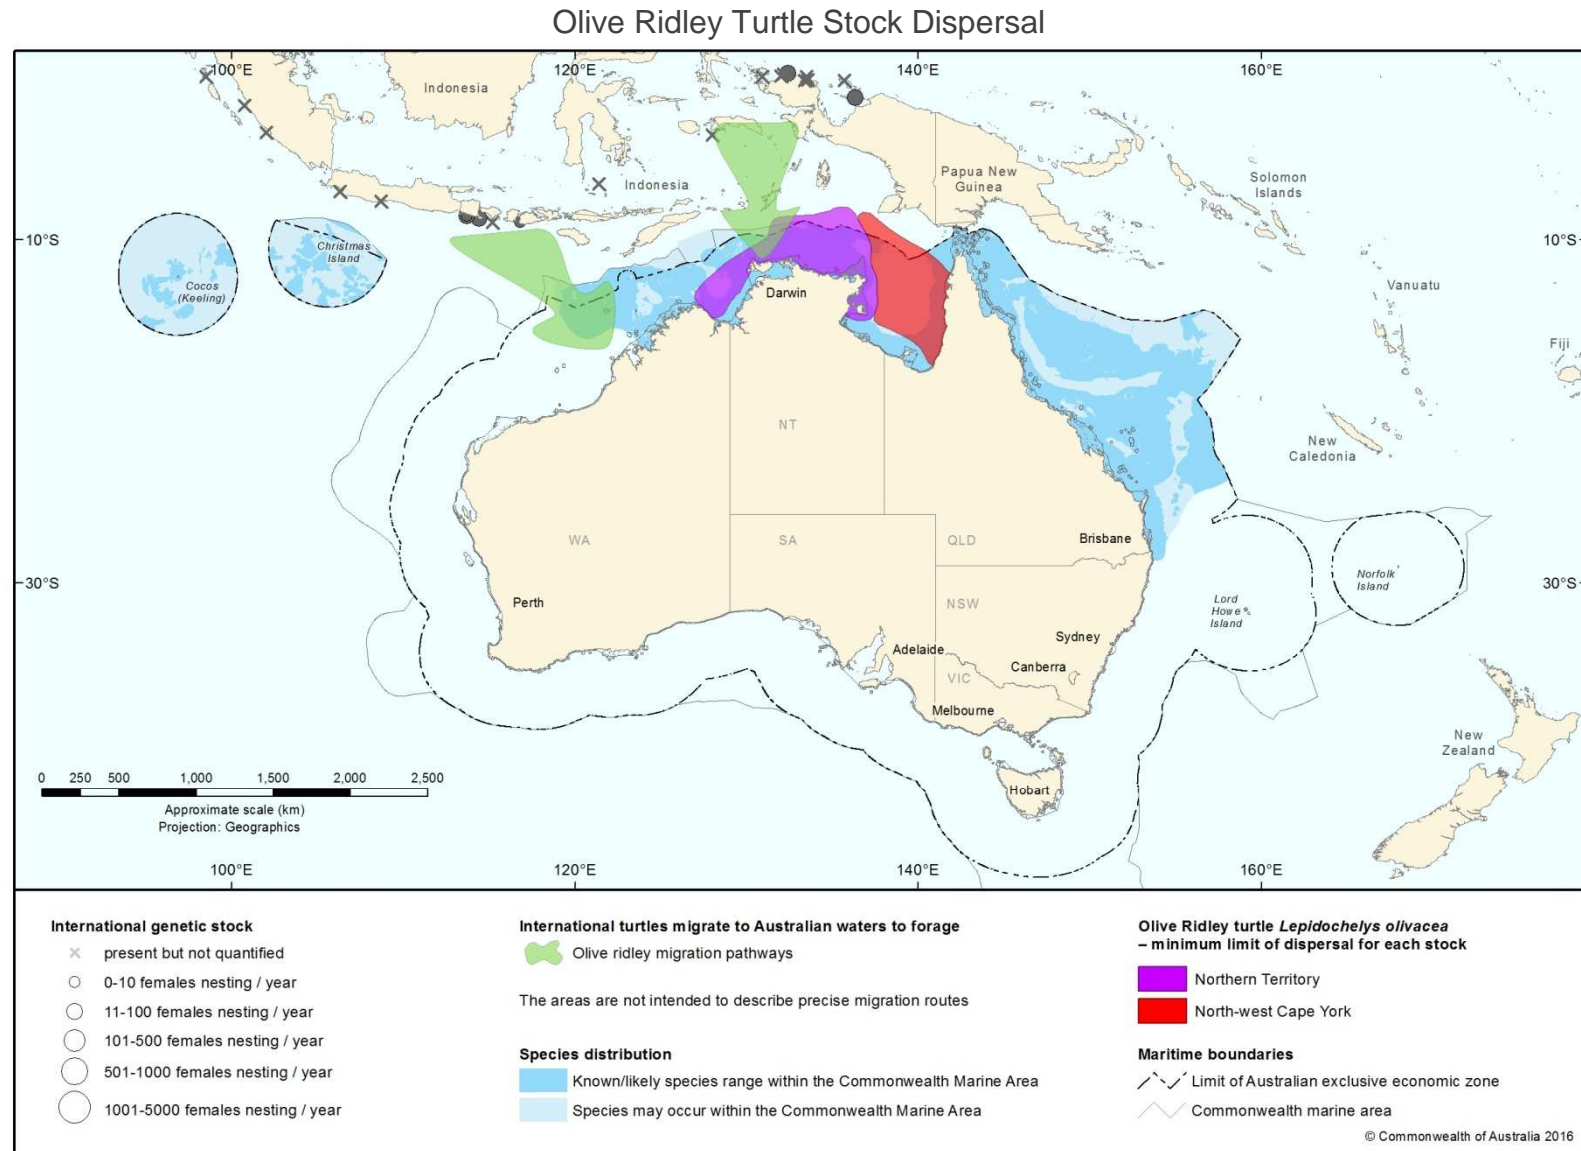 Olive Ridley Turtle Stock Dispersal
100°E
120°E
140°E
160°E
Indonesia
Indonesia
Papua New
Guinea
Solomon
Islands
10°S
10°S
Christmas
Island
Cocos
(Keeling)
Darwin
Vanuatu
Fiji
NT
New
Caledonia
WA
SA
QLD
Brisbane
30°S
30°S
Norfolk
Island
Perth
NSW
Lord
Howe
Island
Sydney
Adelaide
Canberra
VIC
Melbourne
New
Zealand
Hobart
0 250 500 1,000 1,500 2,000 2,500
Approximate scale (km)
Projection: Geographics
100°E
120°E
140°E
160°E
International genetic stock
present but not quantified
0-10 females nesting / year
11-100 females nesting / year
101-500 females nesting / year
501-1000 females nesting / year
1001-5000 females nesting / year
International turtles migrate to Australian waters to forage
Olive ridley migration pathways
The areas are not intended to describe precise migration routes
Species distribution
Known/likely species range within the Commonwealth Marine Area
Species may occur within the Commonwealth Marine Area
Olive Ridley turtle Lepidochelys olivacea
– minimum limit of dispersal for each stock
Northern Territory
North-west Cape York
Maritime boundaries
Limit of Australian exclusive economic zone
Commonwealth marine area
© Commonwealth of Australia 2016